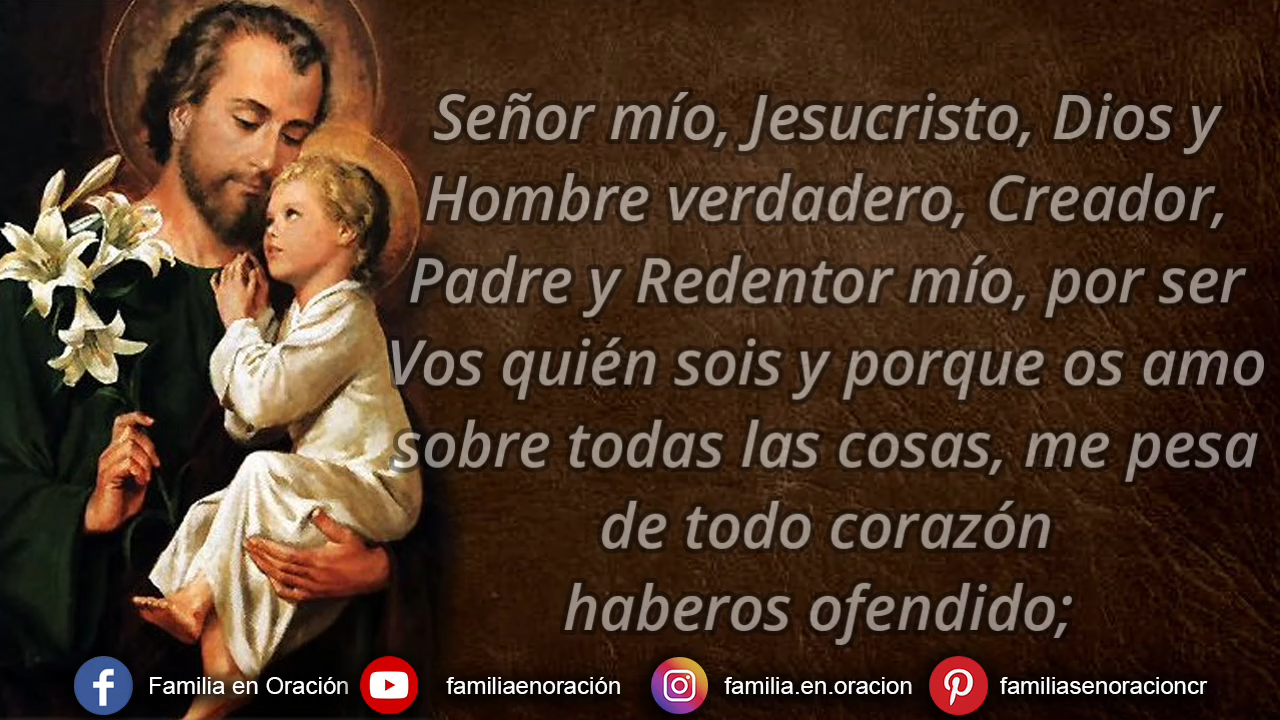 Señor mío, Jesucristo, Dios y
Hombre verdadero, Creador,
Padre y Redentor mío, por ser
Vos quién sois y porque os amo
sobre todas las cosas, me pesa
de todo corazón
haberos ofendido;
Familia en Oración familiaenoración familia.en.oracion familiasenoracioncr